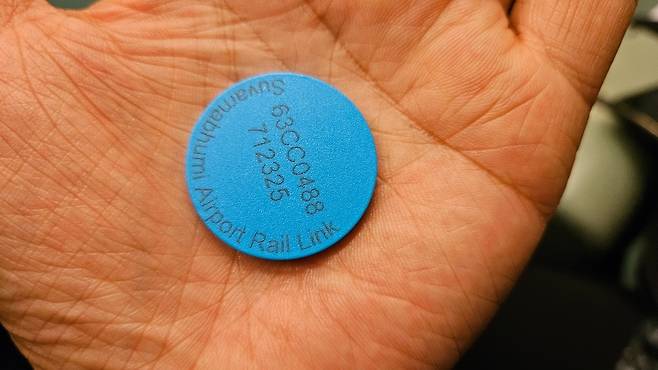 Suvarnabhumi Airport Rail Link
63CC0488
712325